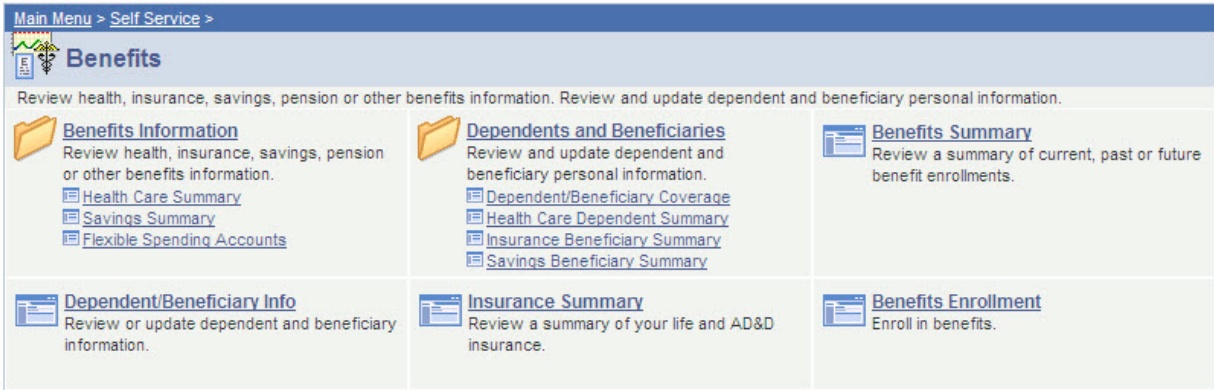 Main Menu > Self Service >
E
Benefits
Review health, insurance, savings, pension or other benefits information. Review and update dependent and beneficiary personal information.
Benefits Information
Review health, insurance, savings, pension
or other benefits information.
Health Care Summary
Savings Summary
Flexible Spending Accounts
Dependents and Beneficiaries
Review and update dependent and
beneficiary personal information.
Dependent/Beneficiary Coverage
Health Care Dependent Summary
Insurance Beneficiary Summary
Savings Beneficiary Summary
Benefits Summary
Review a summary of current, past or future
benefit enrollments.
Dependent/Beneficiary Info
Review or update dependent and beneficiary
information.
Insurance Summary
Review a summary of your life and AD&D
insurance.
Benefits Enrollment
Enroll in benefits.